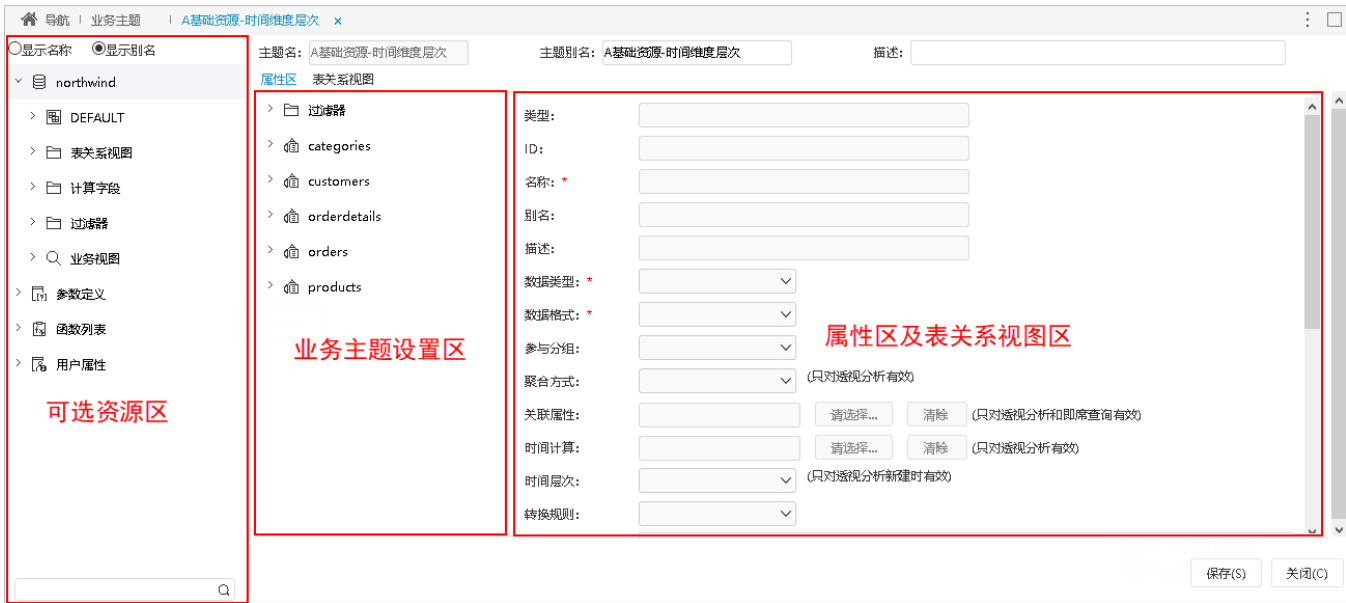 导航 业务主题 A基础资源-时间维度层次 ×
显示名称 显示别名
northwind
DEFAULT
表关系视图
计算字段
过滤器
业务视图
参数定义
函数列表
用户属性
可选资源区
主题名: A基础资源-时间维度层次 主题别名: A基础资源-时间维度层次 描述:
属性区 表关系视图
过滤器
categories
customers
orderdetails
orders
products
业务主题设置区
类型:
ID:
名称: *
别名:
描述:
数据类型: *
数据格式: *
参与分组:
聚合方式: (只对透视分析有效)
关联属性: 请选择... 清除 (只对透视分析和即席查询有效)
时间计算: 请选择... 清除 (只对透视分析有效)
时间层次: (只对透视分析新建时有效)
转换规则:
属性区及表关系视图区
保存(S) 关闭(C)